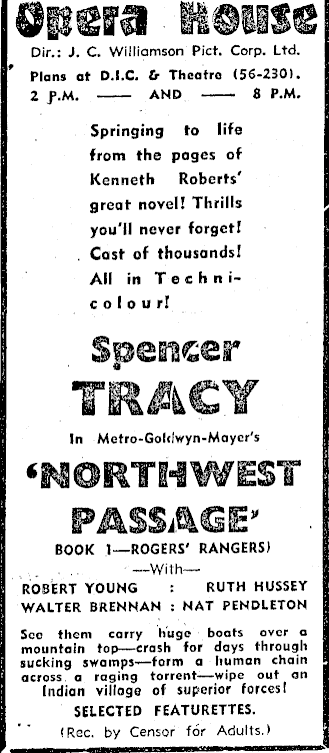 Opera House
Dir.: J. C. Williamson Pict. Corp. Ltd.
Plans at D.I.C. & Theatre (56-230).
2 P.M. —— AND —— 8 P.M.
Springing to life
from the pages of
Kenneth Roberts'
great novel! Thrills
you'll never forget!
Cast of thousands!
All in Techni-
colour!
Spencer
TRACY
In Metro-Goldwyn-Mayer's
'NORTHWEST
PASSAGE'
BOOK 1—ROGERS' RANGERS)
—With—
ROBERT YOUNG : RUTH HUSSEY
WALTER BRENNAN : NAT PENDLETON
See them carry huge boats over a
mountain top—crash for days through
sucking swamps—form a human chain
across a raging torrent—wipe out an
Indian village of superior forces!
SELECTED FEATURETTES.
(Rec. by Censor for Adults.)